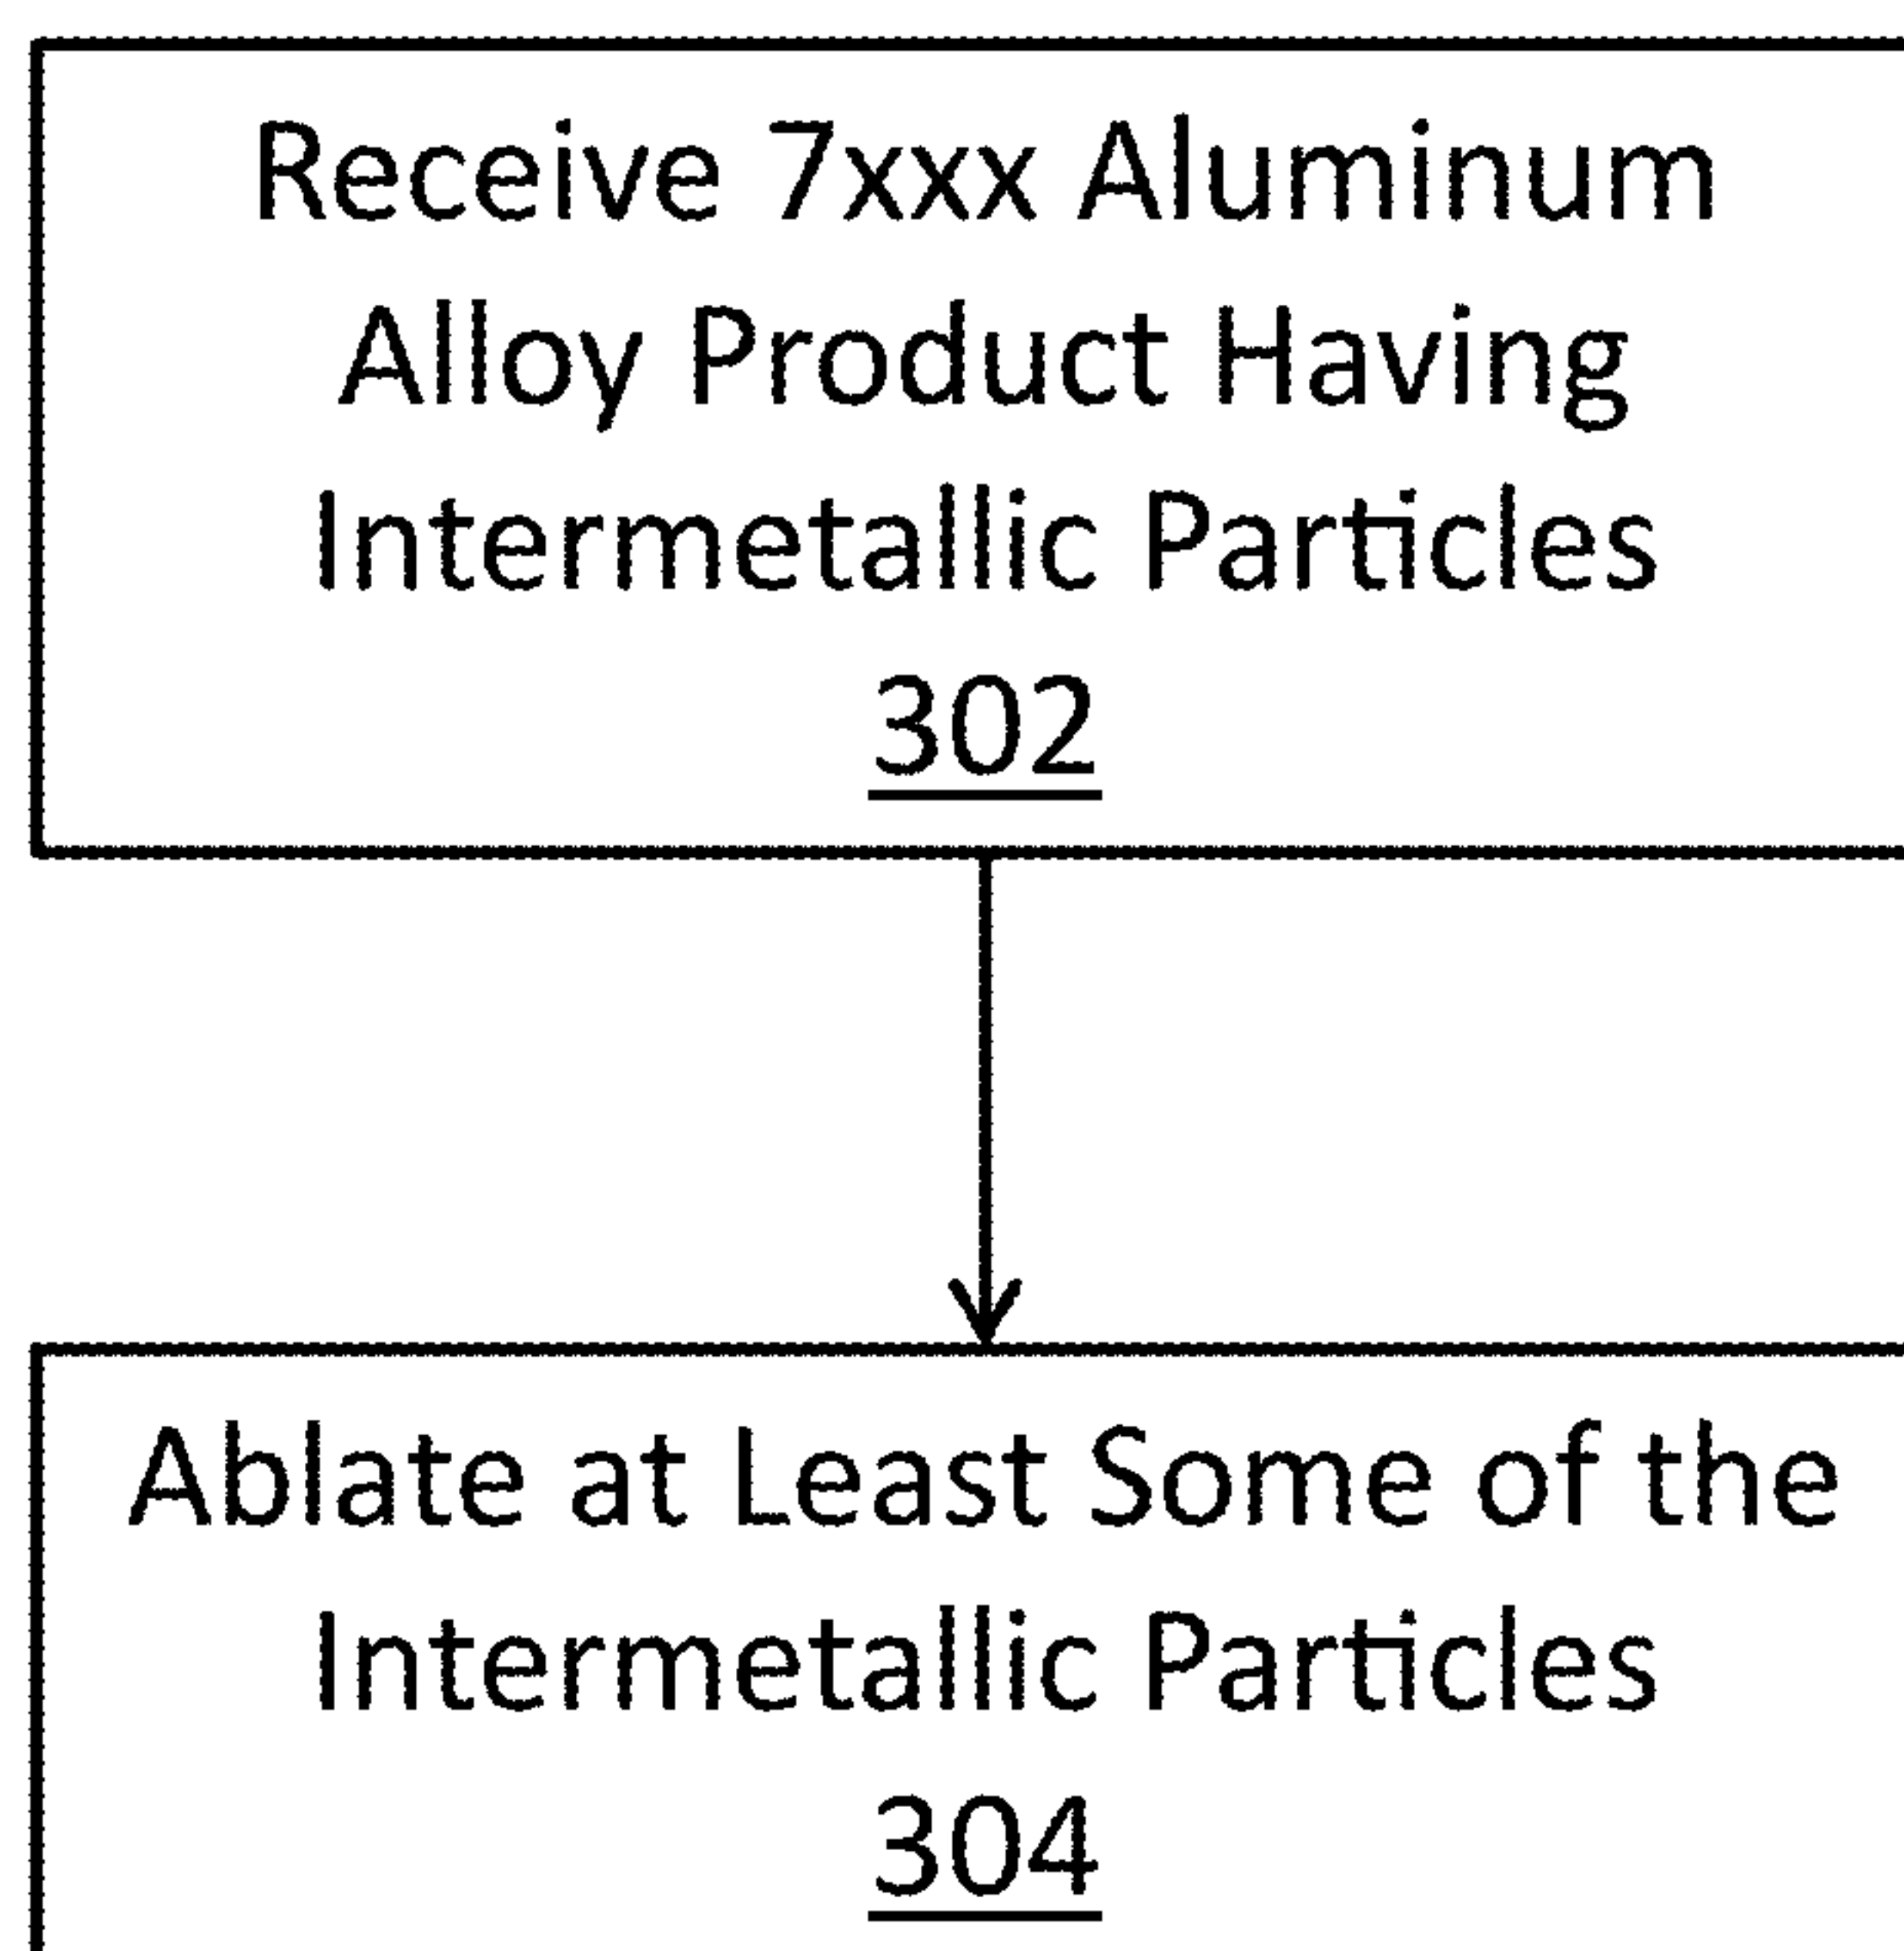 Receive 7xxx Aluminum
Alloy Product Having
Intermetallic Particles
302
Ablate at Least Some of the
Intermetallic Particles
304